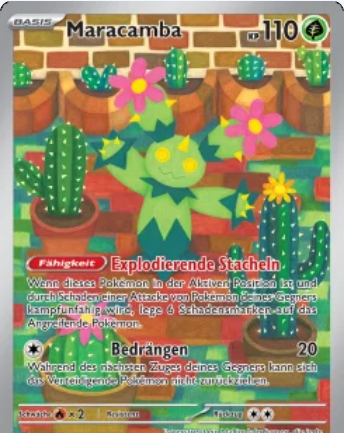 BASIS Maracamba KP 110
Fähigkeit Explodierende Stacheln
Wenn dieses Pokémon in der Aktiven Position ist und
durch Schaden einer Attacke von Pokémon deines Gegners
kampfunfähig wird, lege 6 Schadensmarken auf das
Angreifende Pokémon.
Bedrängen 20
Während des nächsten Zuges deines Gegners kann sich
das Verteidigende Pokémon nicht zurückziehen.
Schwäche × 2 Resistenz Rückzug